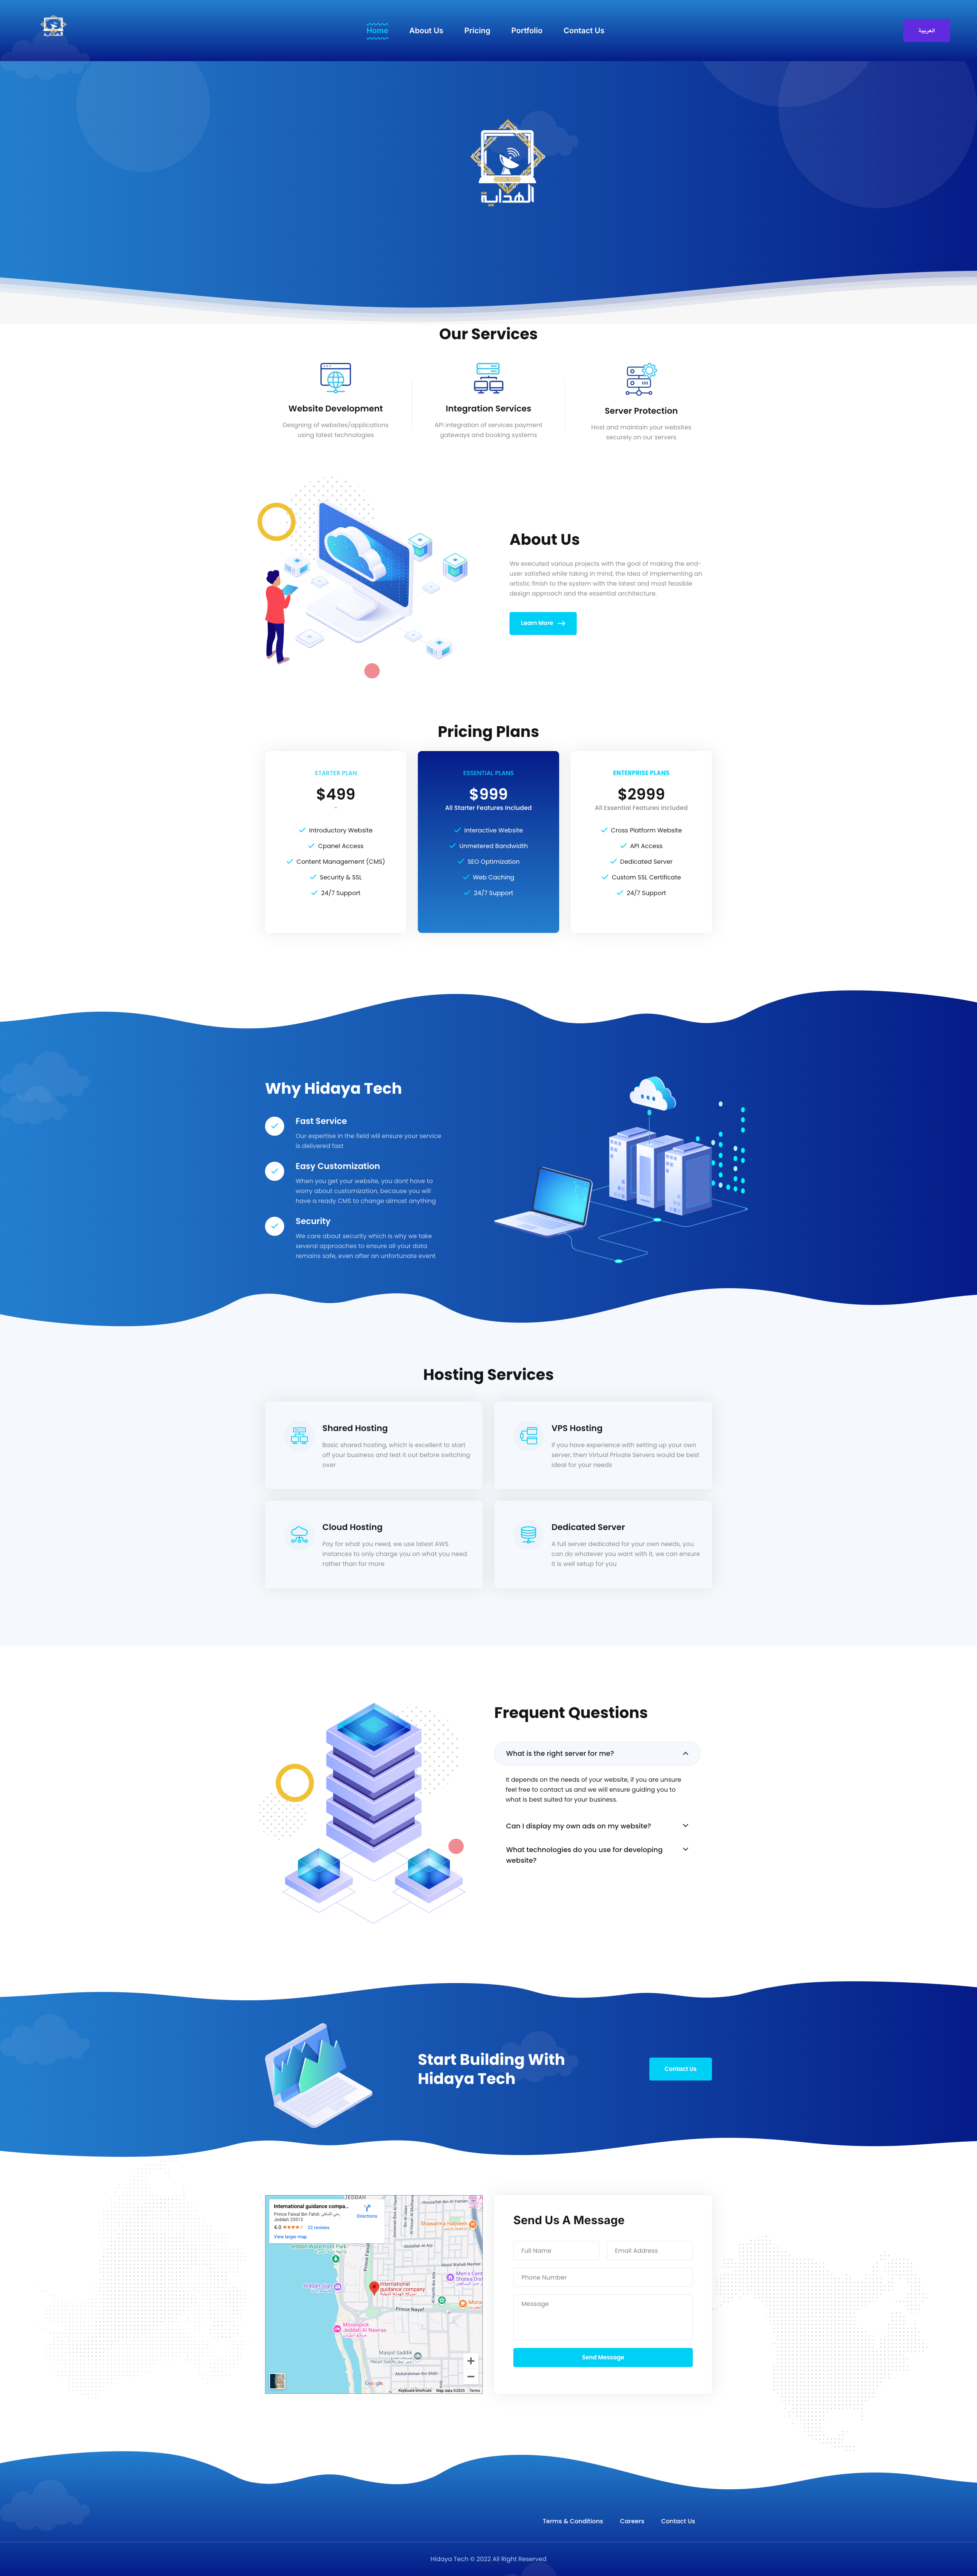 Home
About Us
Pricing
Portfolio
Contact Us
العربية
الهداية
Our Services
Website Development
Desgning of websites/applications
using latest technologies
Integration Services
API integration of services payment
gateways and booking systems
Server Protection
Host and maintain your websites
securely on our servers
About Us
We executed various projects with the goal of making the end-
user satisfied while taking in mind, the idea of implementing an
artistic finish to the system with the latest and most feasible
design approach and the essential architecture.
Learn More
Pricing Plans
STARTER PLAN
$499
-
Introductory Website
Cpanel Access
Content Management (CMS)
Security & SSL
24/7 Support
ESSENTIAL PLANS
$999
All Starter Features Included
Interactive Website
Unmetered Bandwidth
SEO Optimization
Web Caching
24/7 Support
ENTERPRISE PLANS
$2999
All Essential Features Included
Cross Platform Website
API Access
Dedicated Server
Custom SSL Certificate
24/7 Support
Why Hidaya Tech
Fast Service
Our expertise in the field will ensure your service
is delivered fast
Easy Customization
When you get your website, you dont have to
worry about customization, because you will
have a ready CMS to change almost anything
Security
We care about security which is why we take
several approaches to ensure all your data
remains safe, even after an unfortunate event
Hosting Services
Shared Hosting
Basic shared hosting, which is excellent to start
off your business and test it out before switching
over
VPS Hosting
If you have experience with setting up your own
server, then Virtual Private Servers would be best
ideal for your needs
Cloud Hosting
Pay for what you need, we use latest AWS
Instances to only charge you on what you need
rather than for more
Dedicated Server
A full server dedicated for your own needs, you
can do whatever you want with it, we can ensure
it is well setup for you
Frequent Questions
What is the right server for me?
It depends on the needs of your website, if you are unsure
feel free to contact us and we will ensure guiding you to
what is best suited for your business.
Can I display my own ads on my website?
What technologies do you use for developing
website?
Start Building With
Hidaya Tech
Contact Us
International guidance compa...
Prince Faisal Bin Fahd
Jeddah 23513
4.0
22 reviews
View larger map
Directions
JEDDAH
Shawarma Habteen
Jeddah Waterfront Park
Abdullah Al Alji
Abdul Wahab Nasher
Jeddah Sign
International
guidance company
Prince Nayef
Mövenpick
Jeddah Al Nawras
Masjid Saddik
Google
Keyboard shortcuts
Map data ©2025
Terms
Send Us A Message
Full Name
Email Address
Phone Number
Message
Send Message
Terms & Conditions
Careers
Contact Us
Hidaya Tech © 2022 All Right Reserved